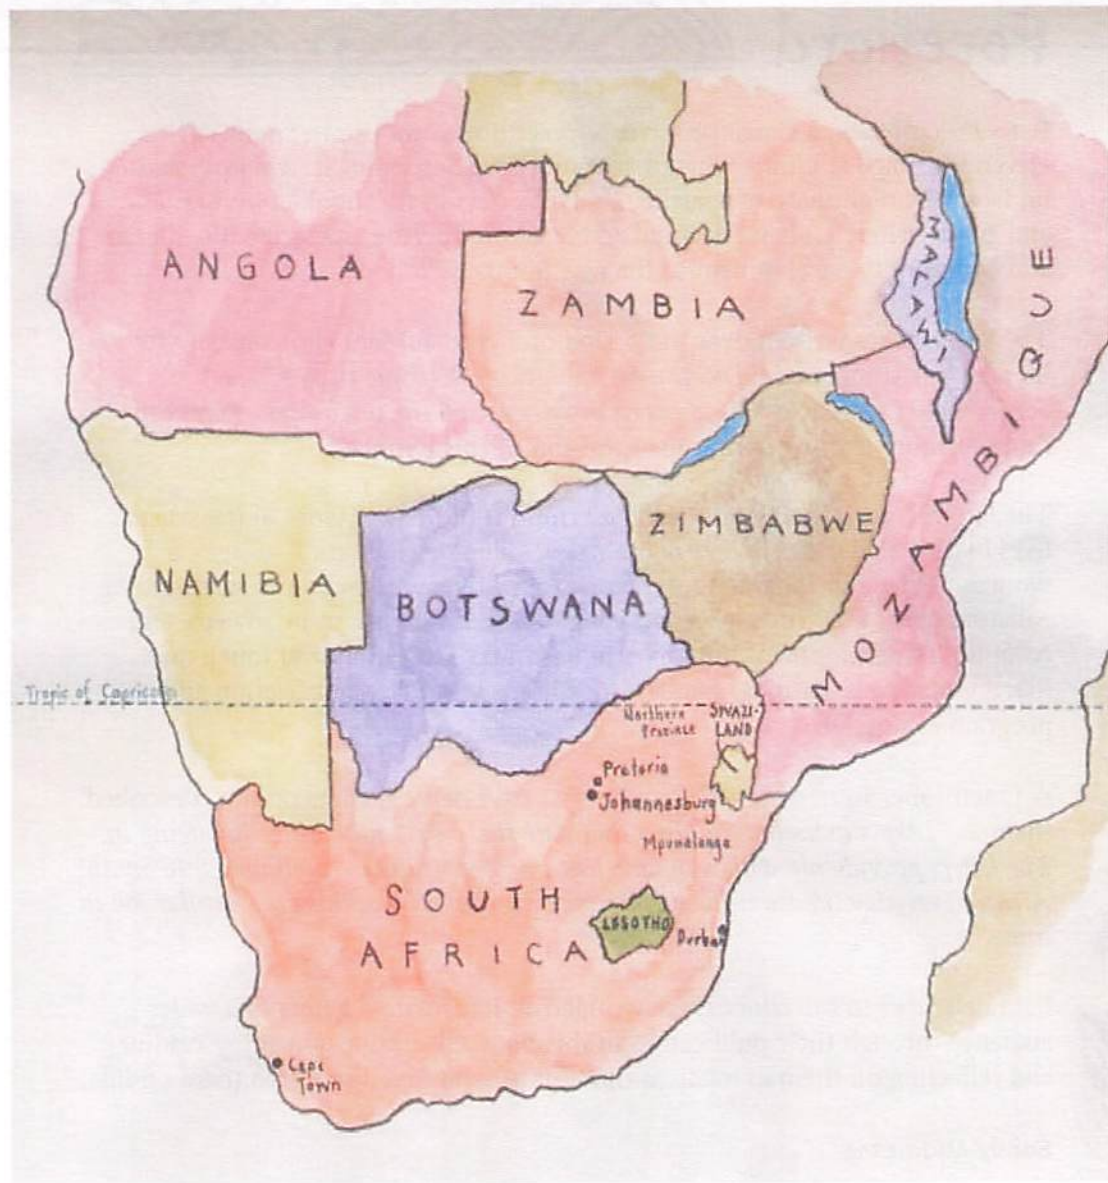 ANGOLA
ZAMBIA
MALAWI
MOZAMBIQUE
ZIMBABWE
NAMIBIA
BOTSWANA
Tropic of Capricorn
Northern
Province
SWAZI-
LAND
Pretoria
Johannesburg
Mpumalanga
SOUTH
AFRICA
LESOTHO
Durban
Cape
Town